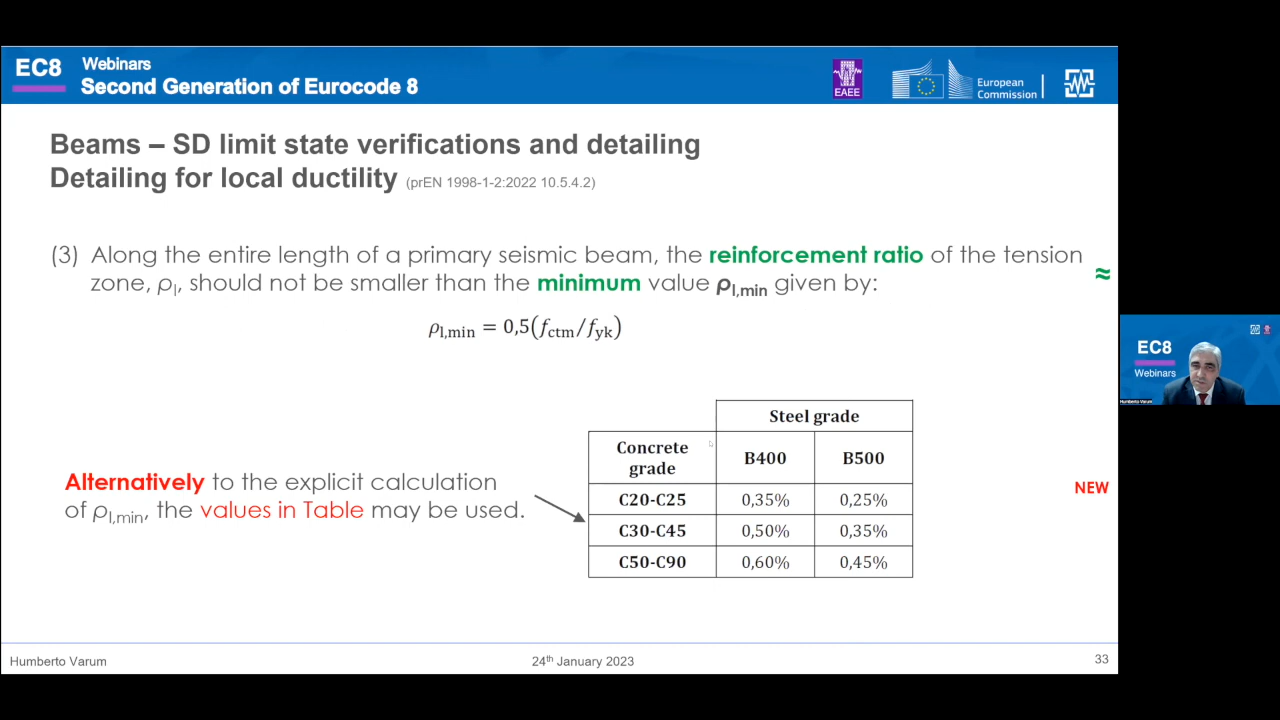 EC8 Webinars
Second Generation of Eurocode 8
EAEE
European
Commission
Beams – SD limit state verifications and detailing
Detailing for local ductility (prEN 1998-1-2:2022 10.5.4.2)
(3) Along the entire length of a primary seismic beam, the reinforcement ratio of the tension
zone, ρl, should not be smaller than the minimum value ρl,min given by:
≈
ρl,min = 0,5(fctm/fyk)
EC8
Webinars
Humberto Varum
Alternatively to the explicit calculation
of ρl,min, the values in Table may be used.
Steel grade
Concrete grade B400 B500
C20-C25 0,35% 0,25%
C30-C45 0,50% 0,35%
C50-C90 0,60% 0,45%
NEW
Humberto Varum 24th January 2023 33